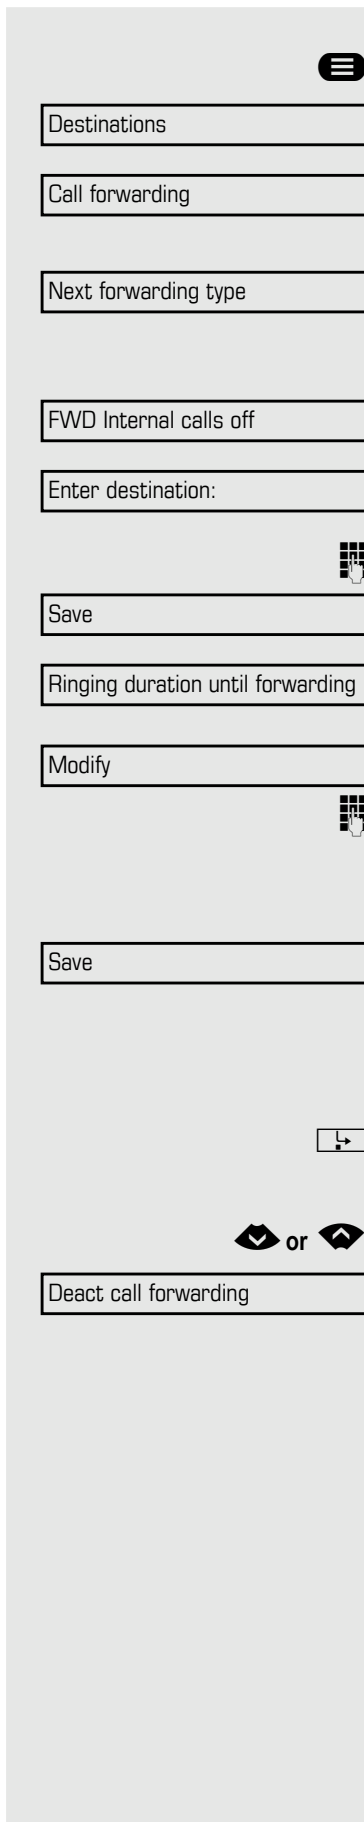 Destinations
Call forwarding
Next forwarding type
FWD Internal calls off
Enter destination:
Save
Ringing duration until forwarding
Modify
Save
or
Deact call forwarding